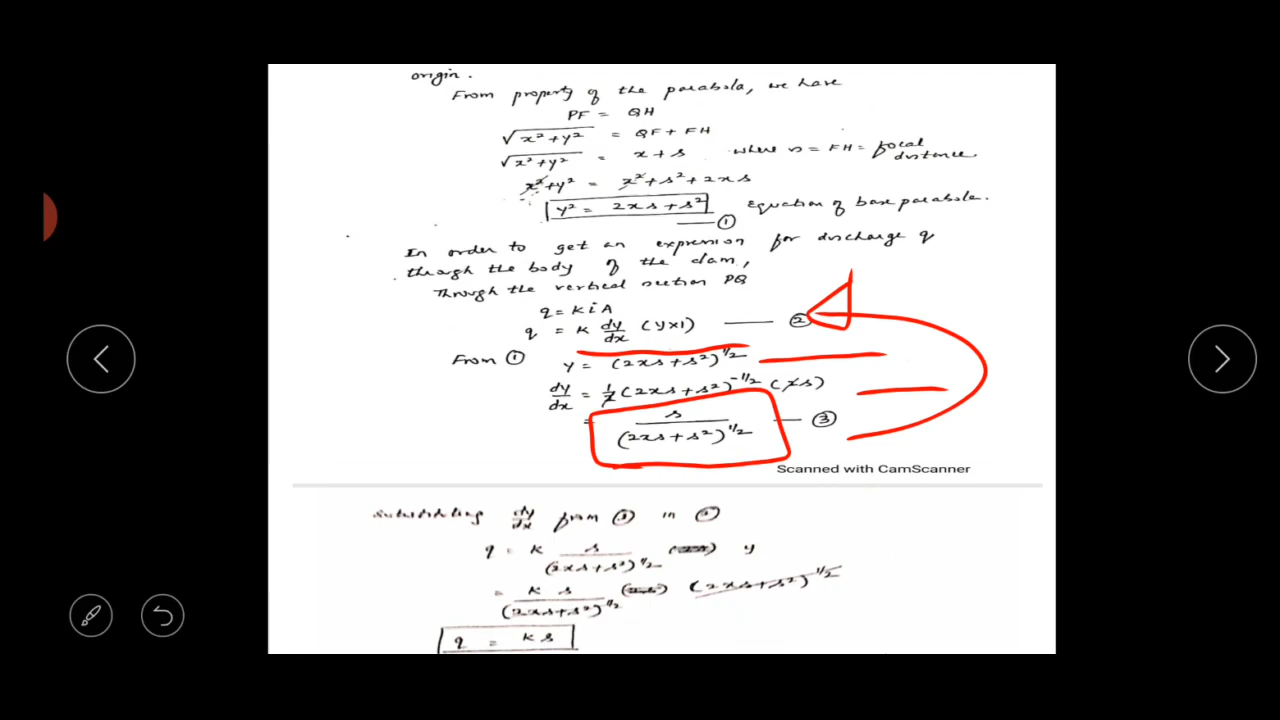 origin.
From property of the parabola, we have
PF = QH
√x²+y² = QF + FH
√x²+y² = x + s where s = FH = focal distance.
x²+y² = x²+s²+2xs
y² = 2xs+s² Equation of base parabola.
①
In order to get an expression for discharge q
through the body of the dam,
Through the vertical section PQ
q = k i A
q = k dy/dx (y×1) ②
From ① y = (2xs+s²)^1/2
dy/dx = 1/2 (2xs+s²)^-1/2 (2s)
= s/(2xs+s²)^1/2 ③
Scanned with CamScanner
Substituting dy/dx from ③ in ②
q = k s/(2xs+s²)^1/2 y
= k s/(2xs+s²)^1/2 (2xs+s²)^1/2
q = ks